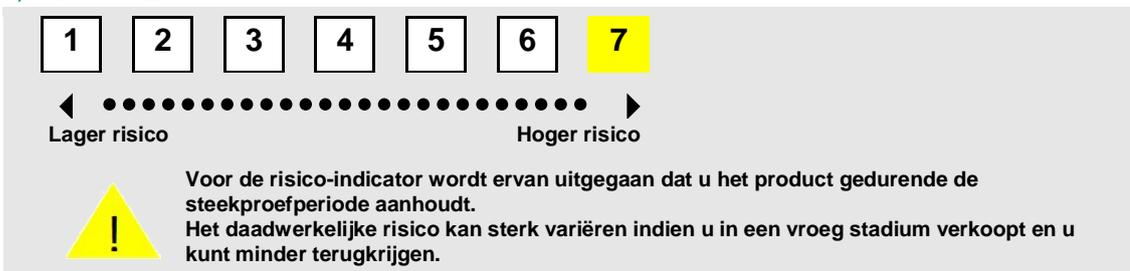 1 2 3 4 5 6 7
Lager risico Hoger risico
Voor de risico-indicator wordt ervan uitgegaan dat u het product gedurende de
steekproefperiode aanhoudt.
! Het daadwerkelijke risico kan sterk variëren indien u in een vroeg stadium verkoopt en u
kunt minder terugkrijgen.